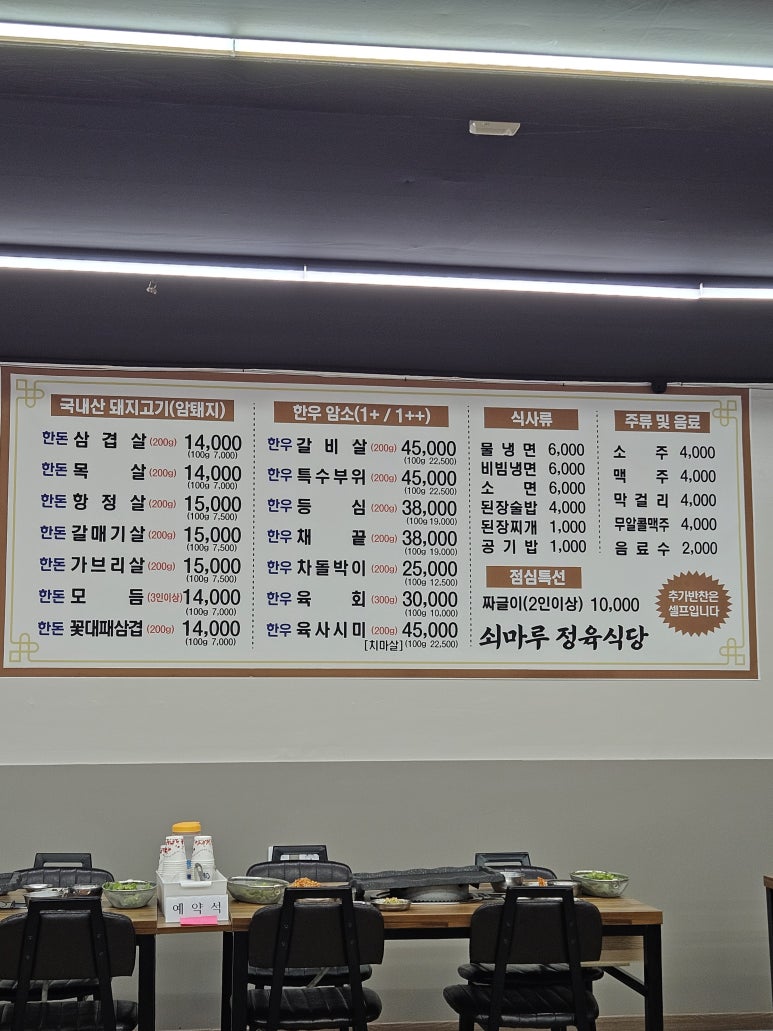 국내산 돼지고기(암퇘지)
한돈 삼겹살 (200g) 14,000
(100g 7,000)
한돈 목살 (200g) 14,000
(100g 7,000)
한돈 항정살 (200g) 15,000
(100g 7,500)
한돈 갈매기살 (200g) 15,000
(100g 7,500)
한돈 가브리살 (200g) 15,000
(100g 7,500)
한돈 모듬 (3인이상) 14,000
(100g 7,000)
한돈 꽃대패삼겹 (200g) 14,000
(100g 7,000)
한우 암소(1+ / 1++)
한우 갈비살 (200g) 45,000
(100g 22,500)
한우 특수부위 (200g) 45,000
(100g 22,500)
한우 등심 (200g) 38,000
(100g 19,000)
한우 채끝 (200g) 38,000
(100g 19,000)
한우 차돌박이 (200g) 25,000
(100g 12,500)
한우 육회 (300g) 30,000
(100g 10,000)
한우 육사시미 (200g) 45,000
[치마살] (100g 22,500)
식사류
물냉면 6,000
비빔냉면 6,000
소면 6,000
된장술밥 4,000
된장찌개 1,000
공기밥 1,000
주류 및 음료
소주 4,000
맥주 4,000
막걸리 4,000
무알콜맥주 4,000
음료수 2,000
점심특선
짜글이(2인이상) 10,000
추가반찬은
셀프입니다
쇠마루 정육식당
예약석